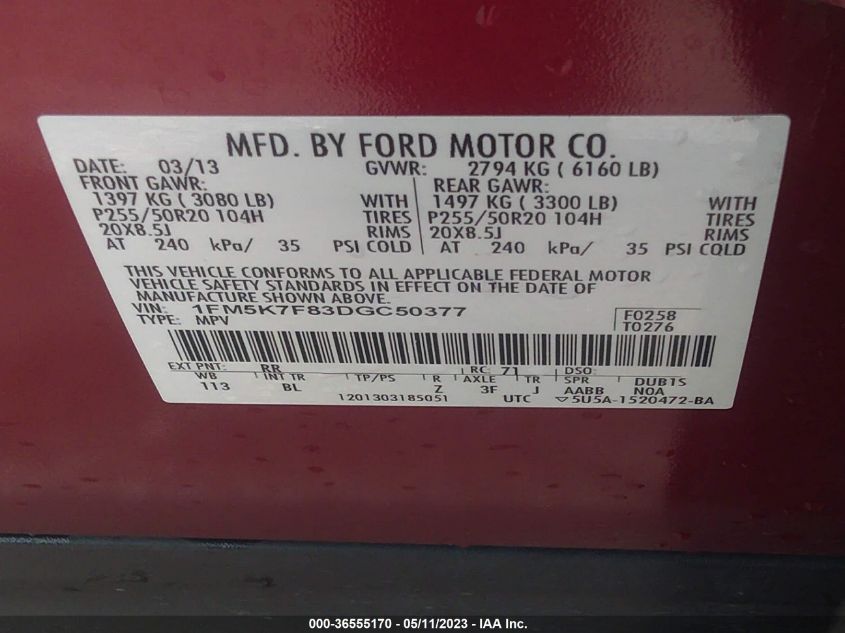 MFD. BY FORD MOTOR CO.
DATE: 03/13 GVWR: 2794 KG ( 6160 LB)
FRONT GAWR: REAR GAWR:
1397 KG ( 3080 LB) WITH 1497 KG ( 3300 LB) WITH
P255/50R20 104H TIRES P255/50R20 104H TIRES
20X8.5J RIMS 20X8.5J RIMS
AT 240 kPa/ 35 PSI COLD AT 240 kPa/ 35 PSI COLD
THIS VEHICLE CONFORMS TO ALL APPLICABLE FEDERAL MOTOR
VEHICLE SAFETY STANDARDS IN EFFECT ON THE DATE OF
MANUFACTURE SHOWN ABOVE.
VIN: 1FM5K7F83DGC50377 F0258
TYPE: MPV T0276
EXT PNT: RR RC: 71 DSO:
WB INT TR TP/PS R AXLE TR SPR DUB1S
113 BL Z 3F J AABB N0A
1201303185051 UTC ▽5U5A-1520472-BA
000-36555170 - 05/11/2023 - IAA Inc.